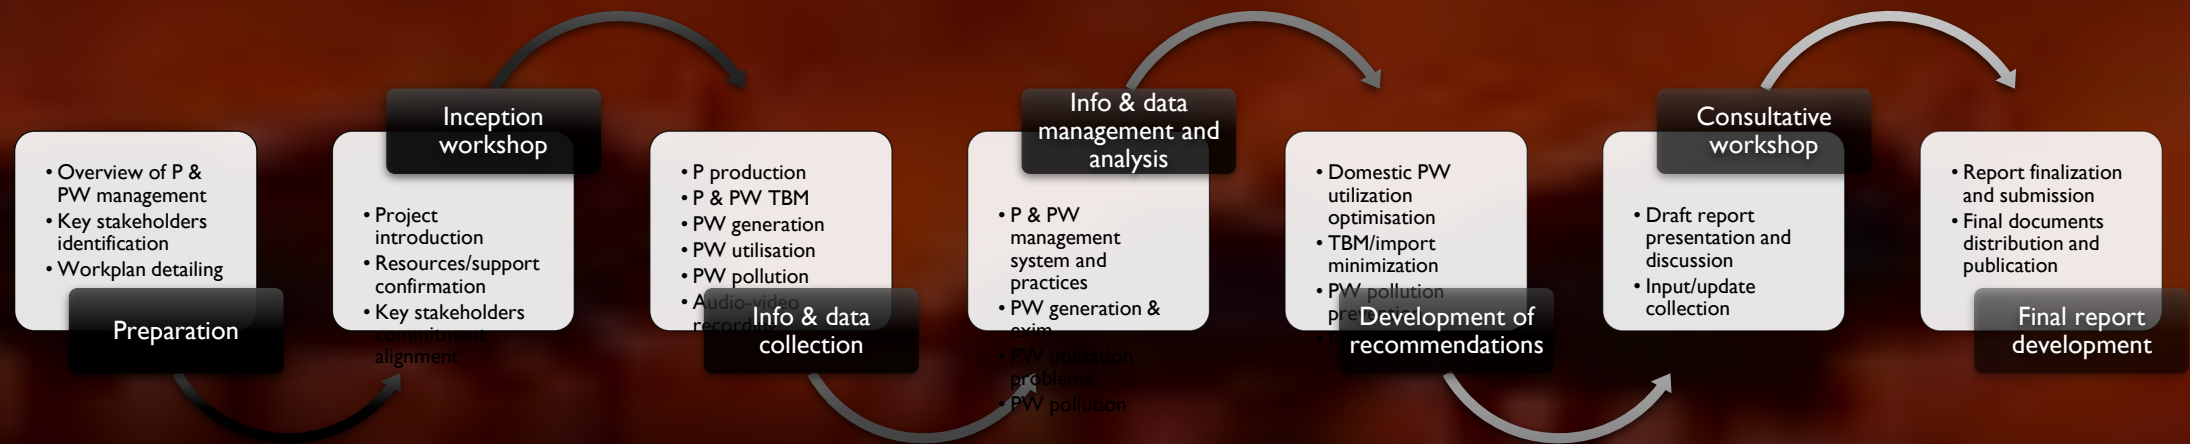 • Overview of P &
PW management
• Key stakeholders
identification
• Workplan detailing
Preparation
Inception
workshop
• Project
introduction
• Resources/support
confirmation
• Key stakeholders
commitment
alignment
• P production
• P & PW TBM
• PW generation
• PW utilisation
• PW pollution
• Audio-video
Info & data
collection
Info & data
management and
analysis
• P & PW
management
system and
practices
• PW generation &
exim
• PW utilisation
problems
• PW pollution
• Domestic PW
utilization
optimisation
• TBM/import
minimization
• PW pollution
Development of
recommendations
Consultative
workshop
• Draft report
presentation and
discussion
• Input/update
collection
• Report finalization
and submission
• Final documents
distribution and
publication
Final report
development